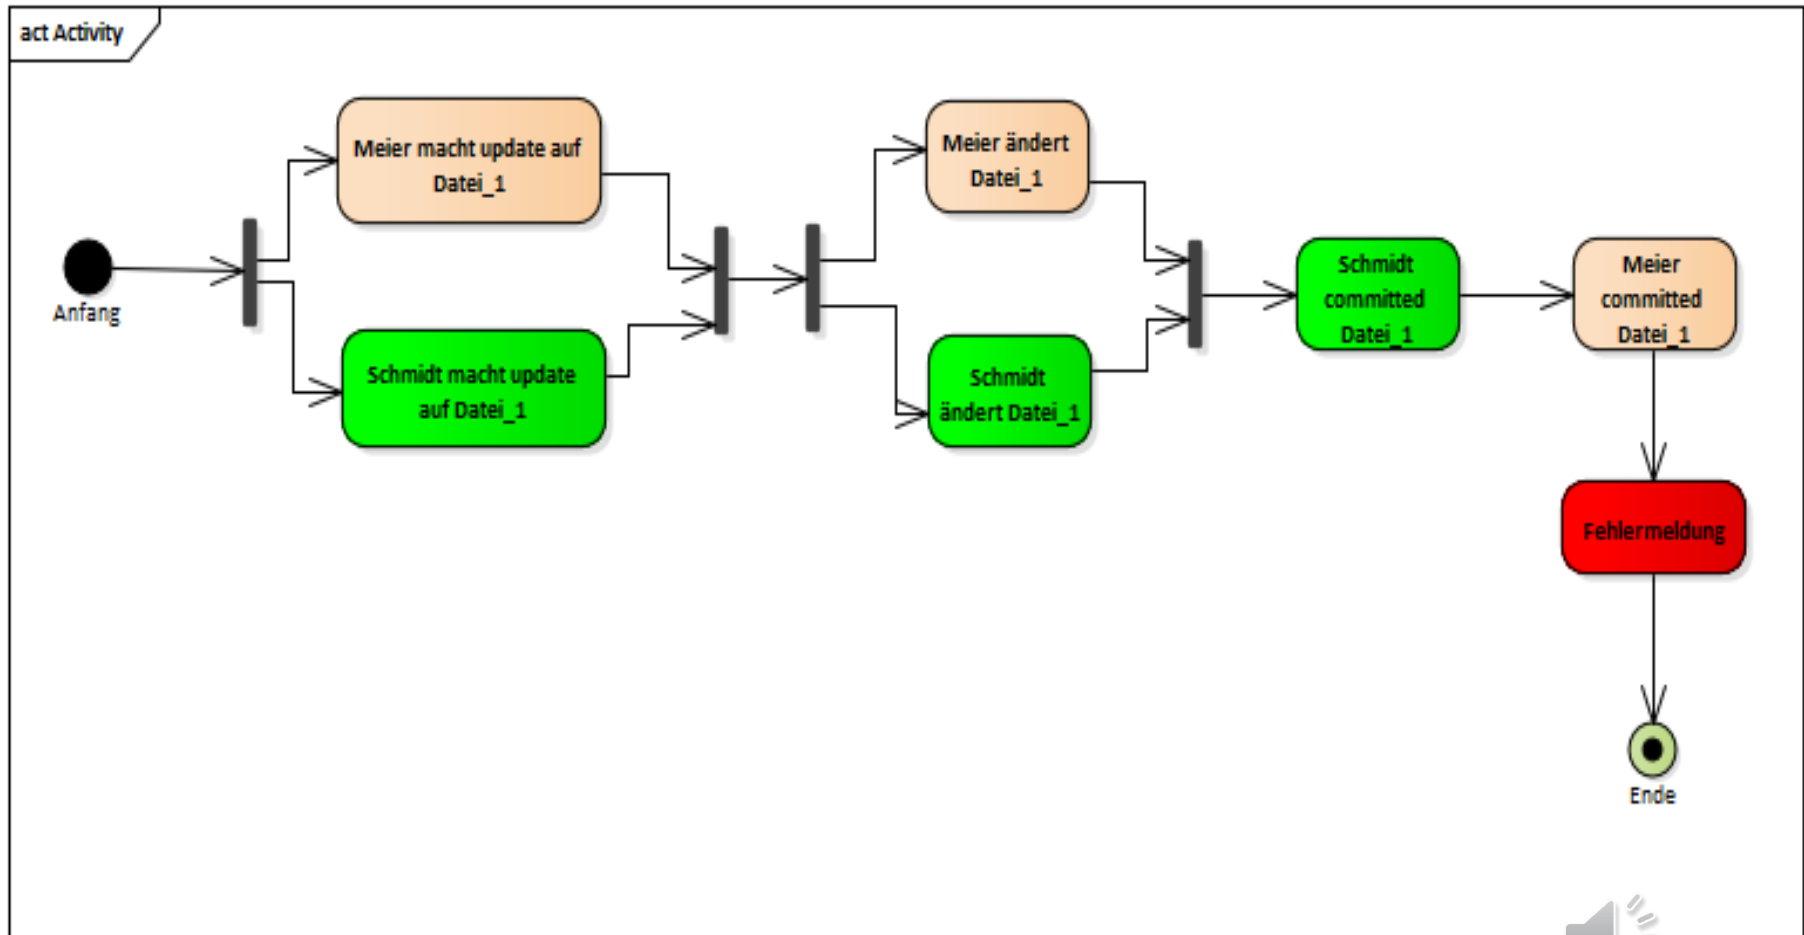 act Activity
Anfang
Meier macht update auf
Datei_1
Schmidt macht update
auf Datei_1
Meier ändert
Datei_1
Schmidt
ändert Datei_1
Schmidt
committed
Datei_1
Meier
committed
Datei_1
Fehlermeldung
Ende